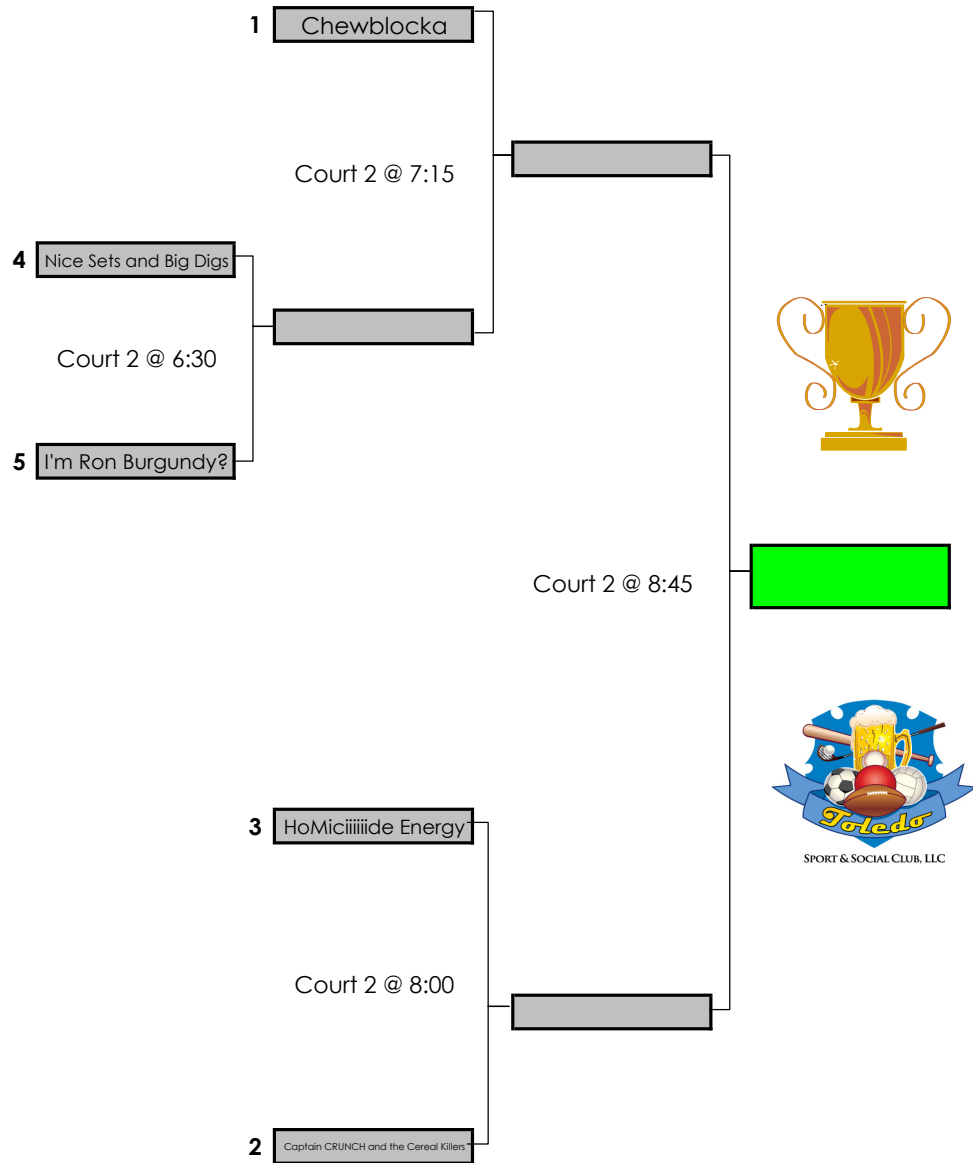 1 Chewblocka
Court 2 @ 7:15
4 Nice Sets and Big Digs
Court 2 @ 6:30
5 I'm Ron Burgundy?
Court 2 @ 8:45
Toledo
SPORT & SOCIAL CLUB, LLC
3 HoMiciiiiiide Energy
Court 2 @ 8:00
2 Captain CRUNCH and the Cereal Killers